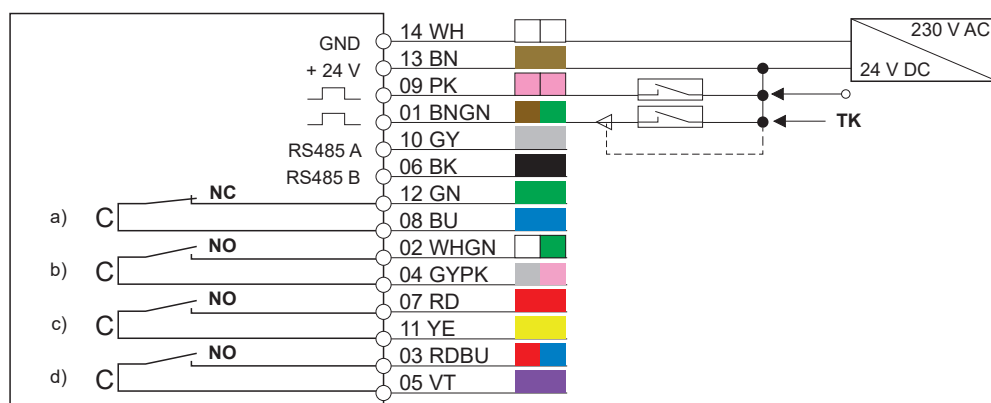 GND
+ 24 V
RS485 A
RS485 B
14 WH
13 BN
09 PK
01 BNGN
10 GY
06 BK
12 GN
08 BU
02 WHGN
04 GYPK
07 RD
11 YE
03 RDBU
05 VT
230 V AC
24 V DC
TK
a) C NC
b) C NO
c) C NO
d) C NO